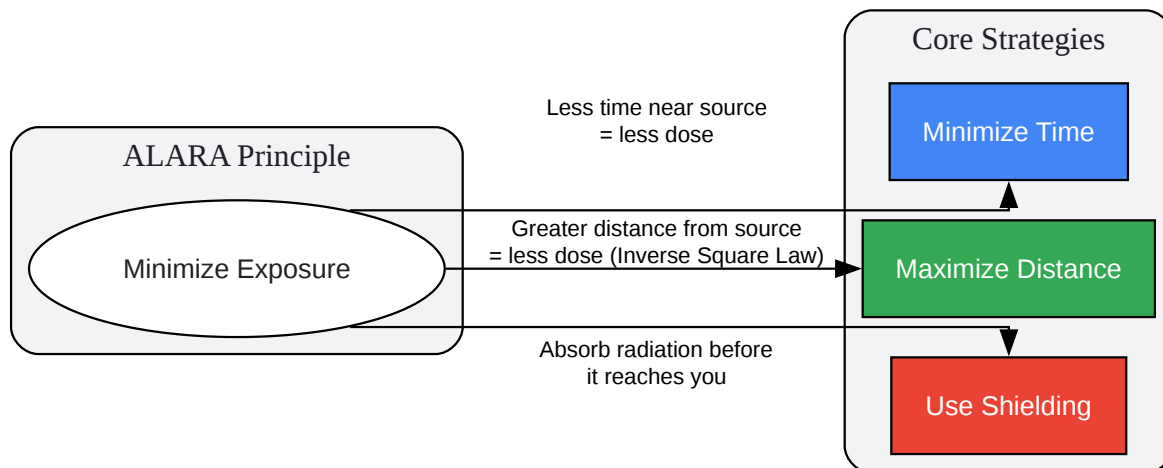 ALARA Principle
Minimize Exposure
Less time near source
= less dose
Greater distance from source
= less dose (Inverse Square Law)
Absorb radiation before
it reaches you
Core Strategies
Minimize Time
Maximize Distance
Use Shielding